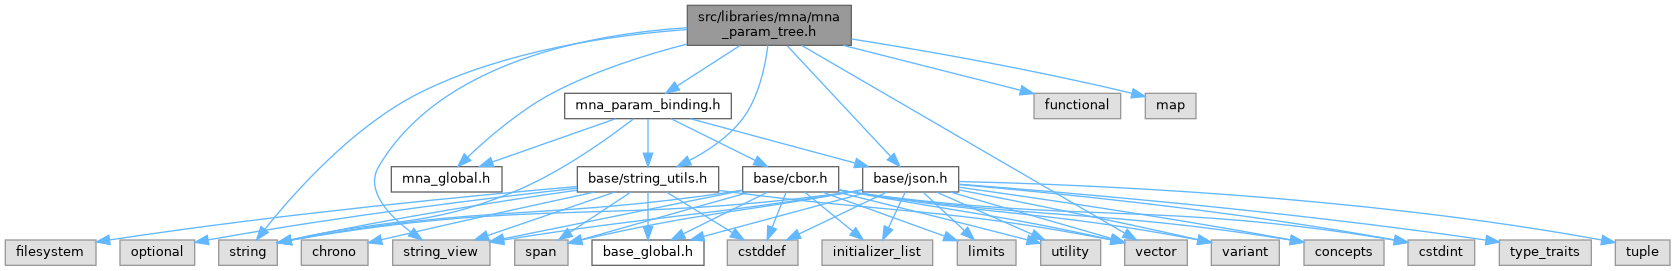 src/libraries/mna/mna
_param_tree.h
mna_param_binding.h
functional
map
mna_global.h
base/string_utils.h
base/cbor.h
base/json.h
filesystem
optional
string
chrono
string_view
span
base_global.h
cstddef
initializer_list
limits
utility
vector
variant
concepts
cstdint
type_traits
tuple